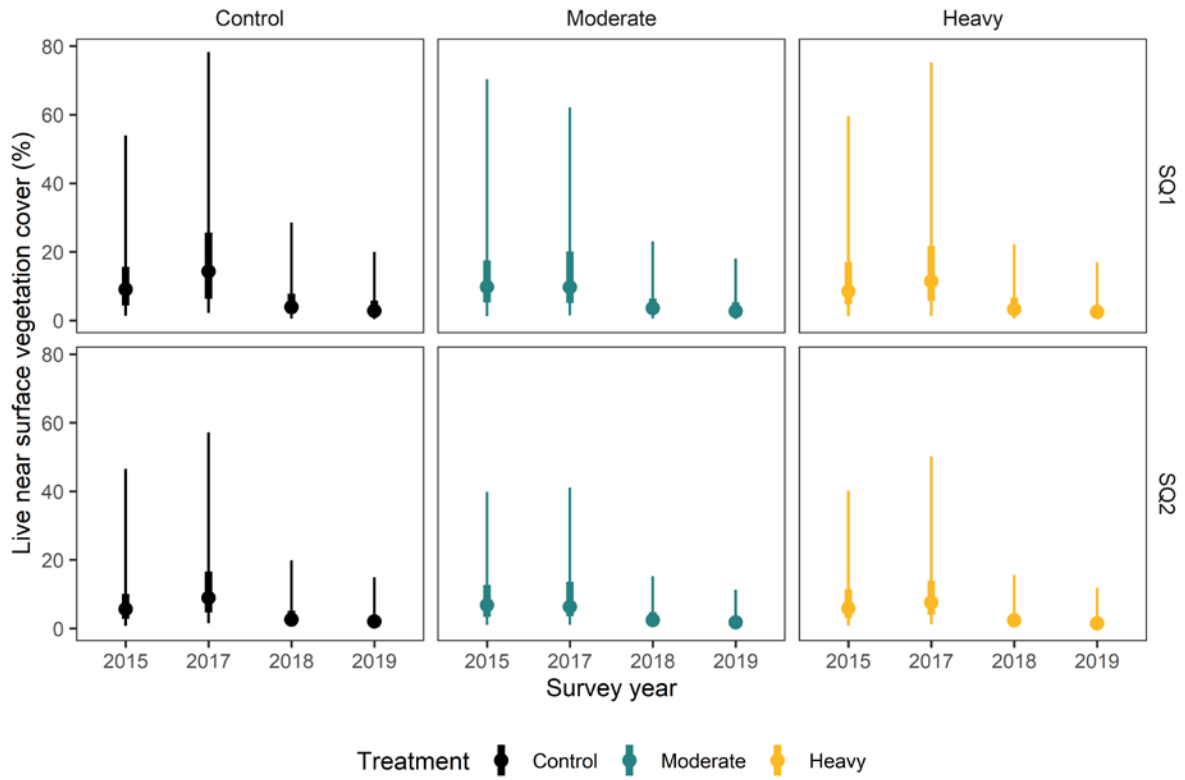 Control Moderate Heavy
Live near surface vegetation cover (%)
80
60
40
20
0
SQ1
80
60
40
20
0
SQ2
2015 2017 2018 2019 2015 2017 2018 2019 2015 2017 2018 2019
Survey year
Treatment Control Moderate Heavy